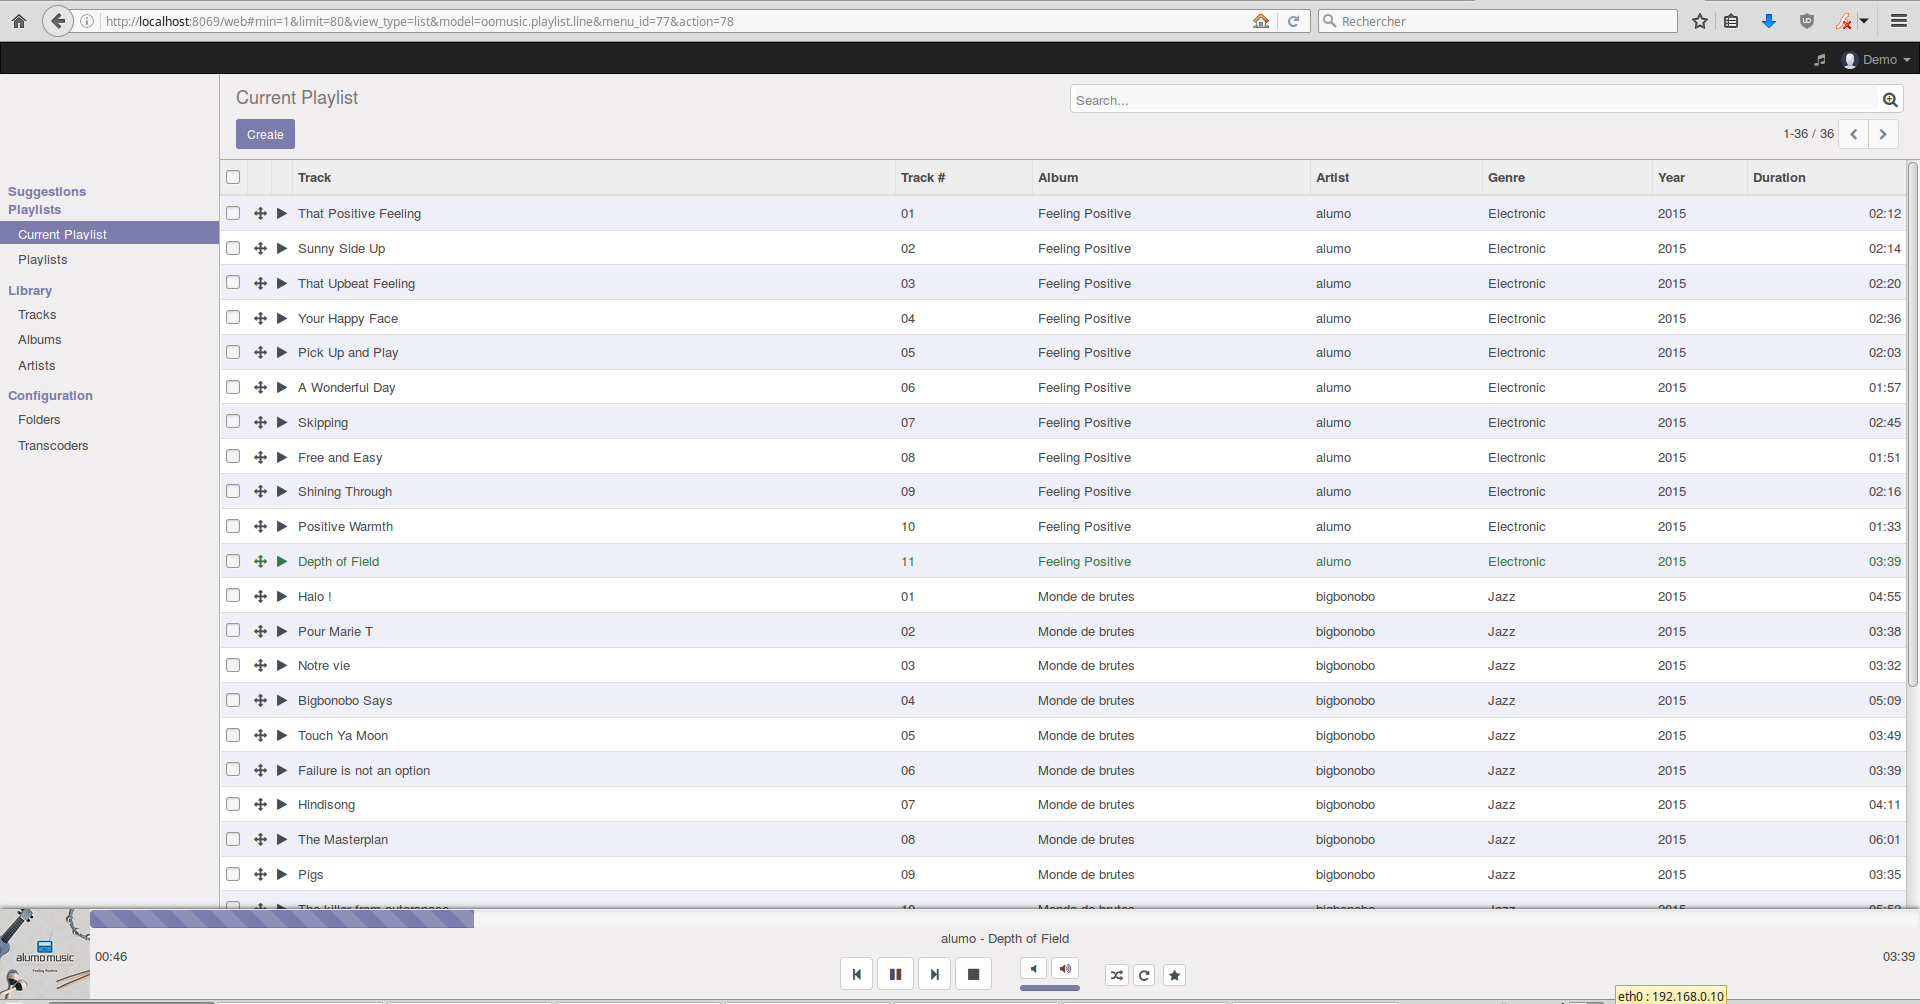 http://localhost:8069/web#min=1&limit=80&view_type=list&model=oomusic.playlist.line&menu_id=77&action=78
Rechercher
Demo
Current Playlist
Search...
Create
1-36 / 36
Suggestions
Playlists
Current Playlist
Playlists
Library
Tracks
Albums
Artists
Configuration
Folders
Transcoders
Track Track # Album Artist Genre Year Duration
That Positive Feeling 01 Feeling Positive alumo Electronic 2015 02:12
Sunny Side Up 02 Feeling Positive alumo Electronic 2015 02:14
That Upbeat Feeling 03 Feeling Positive alumo Electronic 2015 02:20
Your Happy Face 04 Feeling Positive alumo Electronic 2015 02:36
Pick Up and Play 05 Feeling Positive alumo Electronic 2015 02:03
A Wonderful Day 06 Feeling Positive alumo Electronic 2015 01:57
Skipping 07 Feeling Positive alumo Electronic 2015 02:45
Free and Easy 08 Feeling Positive alumo Electronic 2015 01:51
Shining Through 09 Feeling Positive alumo Electronic 2015 02:16
Positive Warmth 10 Feeling Positive alumo Electronic 2015 01:33
Depth of Field 11 Feeling Positive alumo Electronic 2015 03:39
Halo ! 01 Monde de brutes bigbonobo Jazz 2015 04:55
Pour Marie T 02 Monde de brutes bigbonobo Jazz 2015 03:38
Notre vie 03 Monde de brutes bigbonobo Jazz 2015 03:32
Bigbonobo Says 04 Monde de brutes bigbonobo Jazz 2015 05:09
Touch Ya Moon 05 Monde de brutes bigbonobo Jazz 2015 03:49
Failure is not an option 06 Monde de brutes bigbonobo Jazz 2015 03:39
Hindisong 07 Monde de brutes bigbonobo Jazz 2015 04:11
The Masterplan 08 Monde de brutes bigbonobo Jazz 2015 06:01
Pigs 09 Monde de brutes bigbonobo Jazz 2015 03:35
alumo music
Feeling Positive
00:46
alumo - Depth of Field
03:39
eth0 : 192.168.0.10